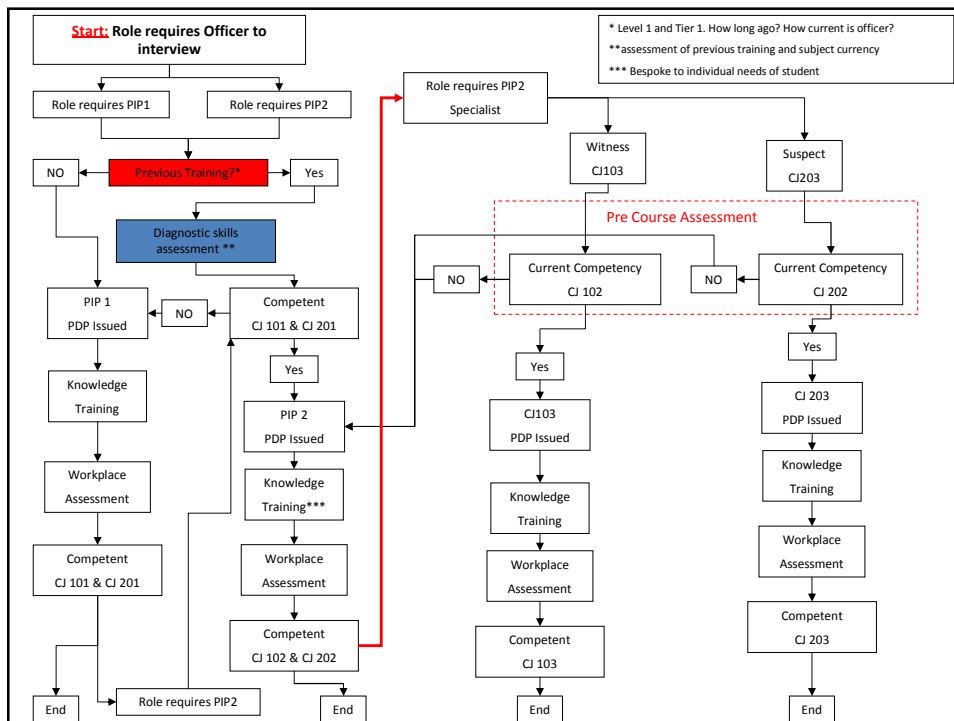 Start: Role requires Officer to
interview
* Level 1 and Tier 1. How long ago? How current is officer?
**assessment of previous training and subject currency
*** Bespoke to individual needs of student
Role requires PIP1
Role requires PIP2
Role requires PIP2
Specialist
NO
Previous Training?*
Yes
Witness
CJ103
Suspect
CJ203
Diagnostic skills
assessment **
Pre Course Assessment
NO
Current Competency
CJ 102
NO
Current Competency
CJ 202
PIP 1
PDP Issued
NO
Competent
CJ 101 & CJ 201
Yes
Yes
Yes
Knowledge
Training
PIP 2
PDP Issued
CJ103
PDP Issued
CJ 203
PDP Issued
Workplace
Assessment
Knowledge
Training***
Knowledge
Training
Knowledge
Training
Competent
CJ 101 & CJ 201
Workplace
Assessment
Workplace
Assessment
Workplace
Assessment
Competent
CJ 102 & CJ 202
Competent
CJ 103
Competent
CJ 203
End
Role requires PIP2
End
End
End